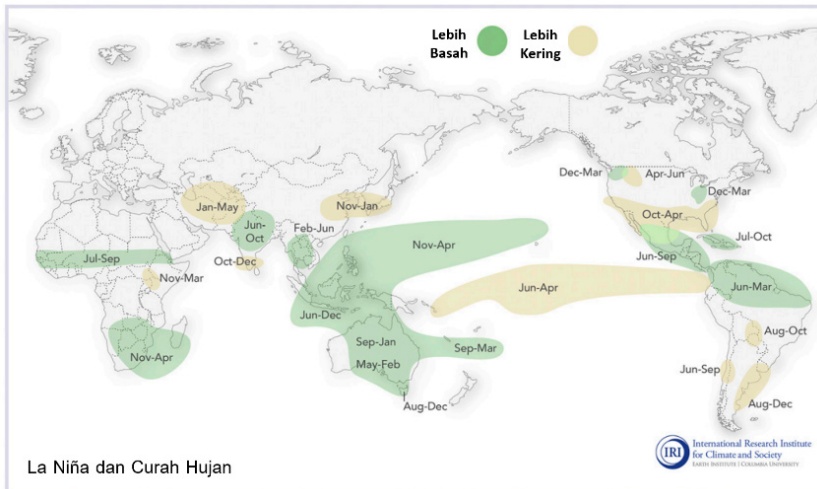 Lebih
Basah
Lebih
Kering
Dec-Mar
Apr-Jun
Dec-Mar
Jan-May
Nov-Jan
Oct-Apr
Jun-
Oct
Feb-Jun
Nov-Apr
Jul-Oct
Jul-Sep
Oct-Dec
Jun-Sep
Nov-Mar
Jun-Apr
Jun-Mar
Jun-Dec
Sep-Jan
Sep-Mar
Aug-Oct
Nov-Apr
May-Feb
Jun-Sep
Aug-Dec
Aug-Dec
La Niña dan Curah Hujan
IRI
International Research Institute
for Climate and Society
EARTH INSTITUTE | COLUMBIA UNIVERSITY